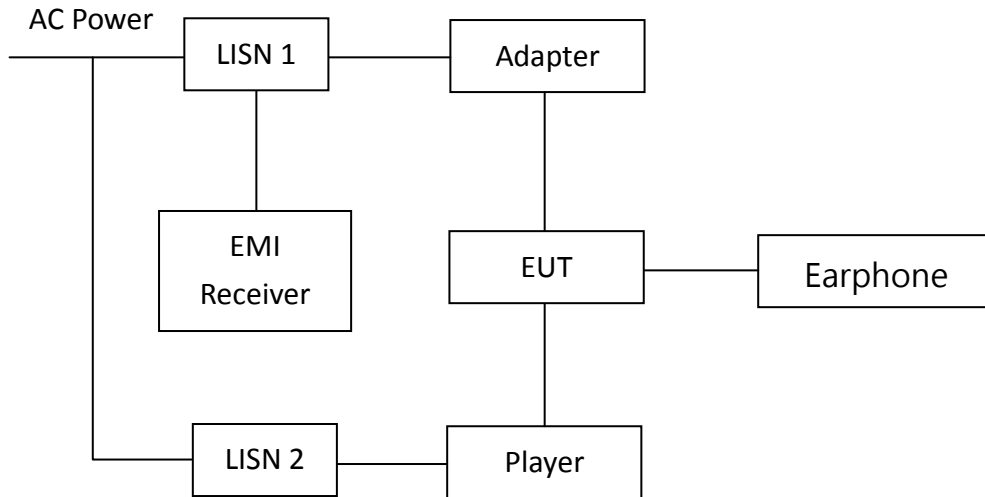 AC Power
LISN 1
Adapter
EMI
Receiver
EUT
Earphone
LISN 2
Player